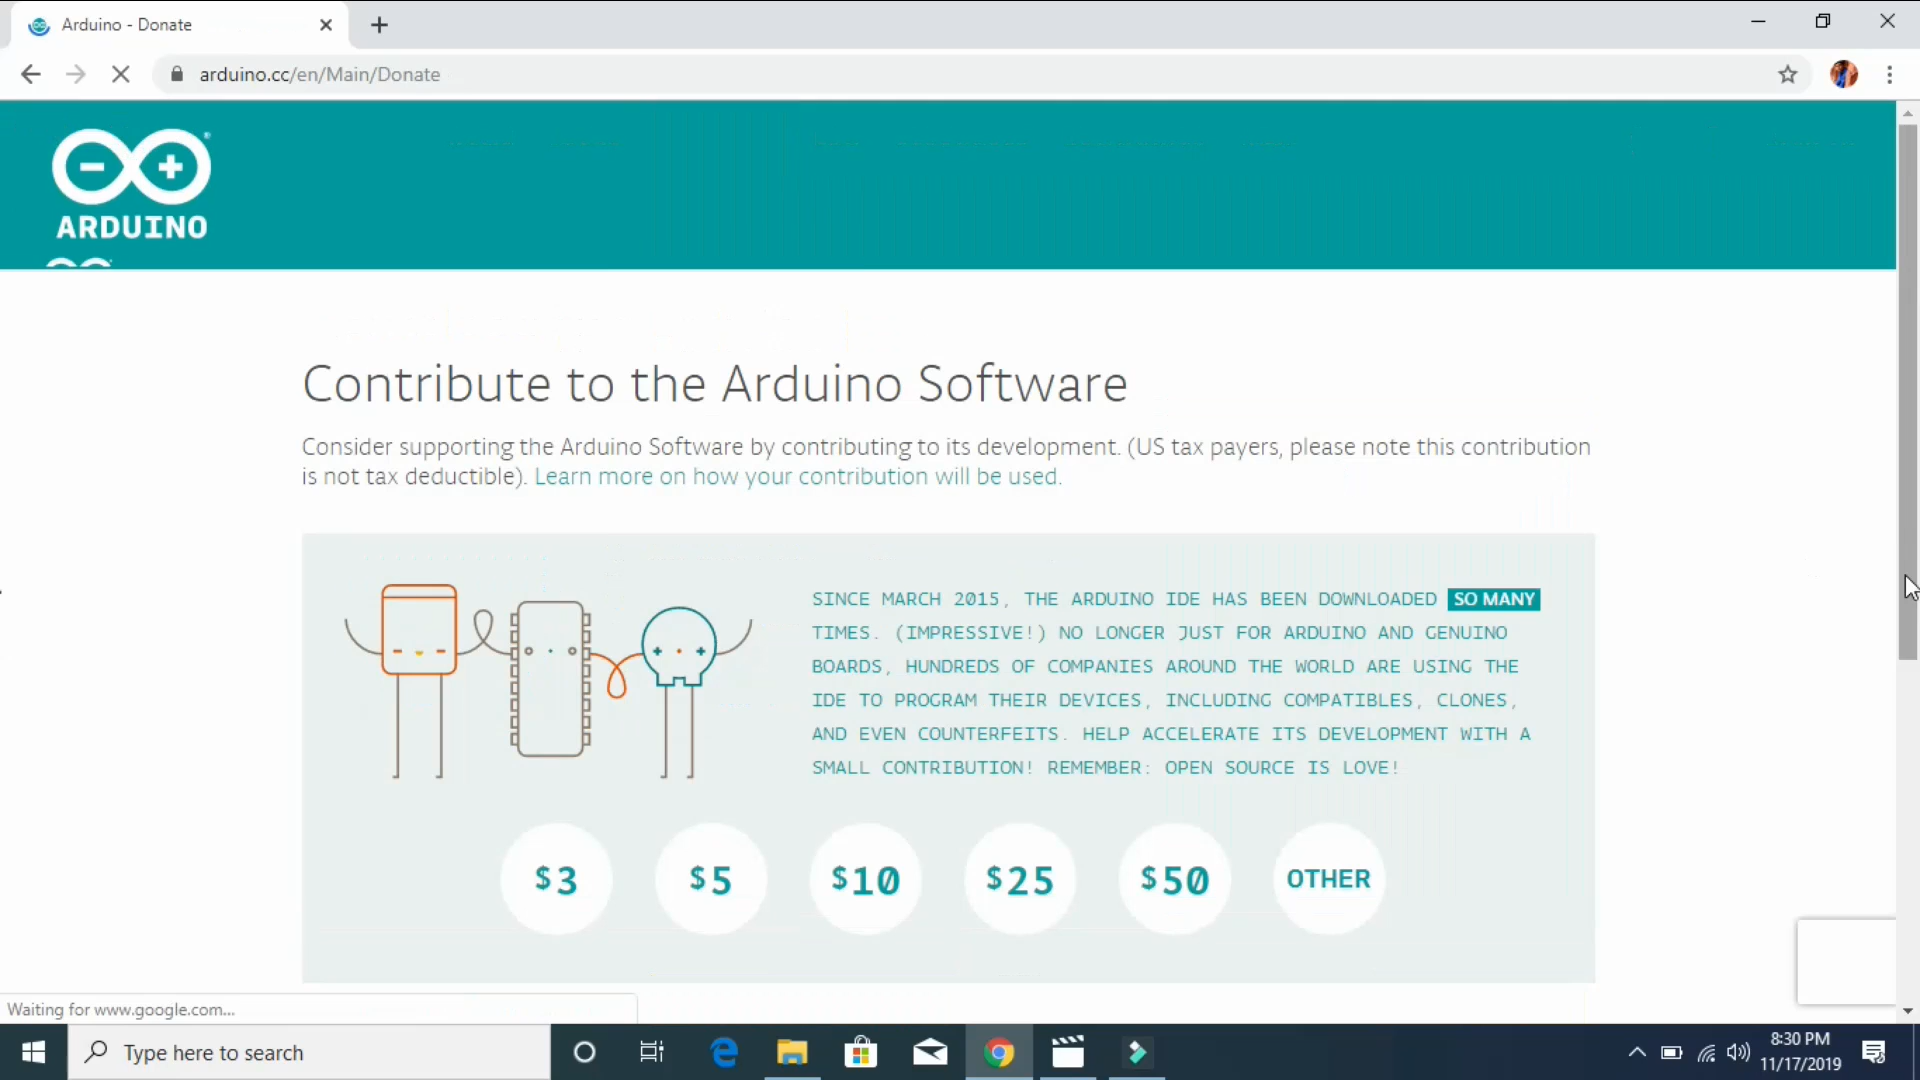 Arduino - Donate
arduino.cc/en/Main/Donate
ARDUINO
Contribute to the Arduino Software
Consider supporting the Arduino Software by contributing to its development. (US tax payers, please note this contribution
is not tax deductible). Learn more on how your contribution will be used.
SINCE MARCH 2015, THE ARDUINO IDE HAS BEEN DOWNLOADED SO MANY
TIMES. (IMPRESSIVE!) NO LONGER JUST FOR ARDUINO AND GENUINO
BOARDS, HUNDREDS OF COMPANIES AROUND THE WORLD ARE USING THE
IDE TO PROGRAM THEIR DEVICES, INCLUDING COMPATIBLES, CLONES,
AND EVEN COUNTERFEITS. HELP ACCELERATE ITS DEVELOPMENT WITH A
SMALL CONTRIBUTION! REMEMBER: OPEN SOURCE IS LOVE!
$3 $5 $10 $25 $50 OTHER
Waiting for www.google.com...
Type here to search
8:30 PM
11/17/2019